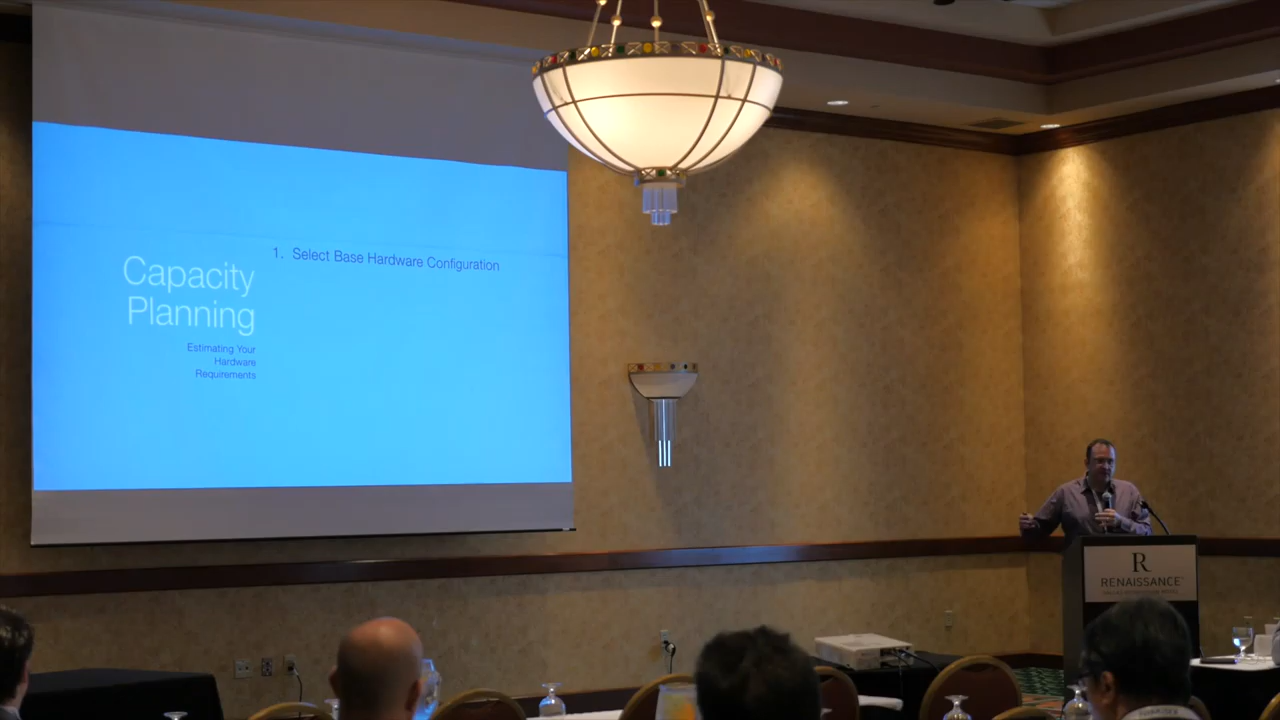 Capacity
Planning
Estimating Your
Hardware
Requirements
1. Select Base Hardware Configuration
R
RENAISSANCE